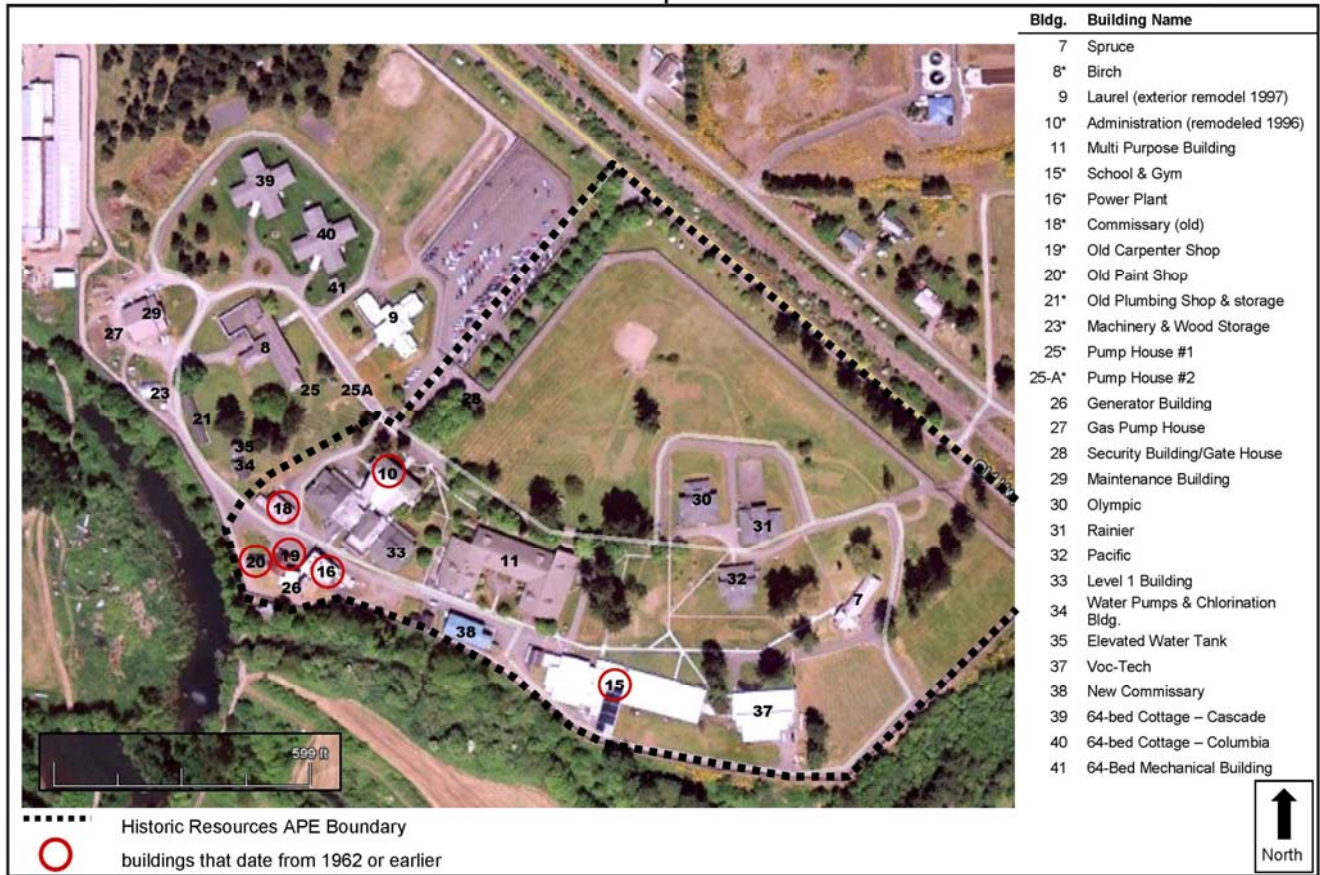 Bldg. Building Name
7 Spruce
8* Birch
9 Laurel (exterior remodel 1997)
10* Administration (remodeled 1996)
11 Multi Purpose Building
15* School & Gym
16* Power Plant
18* Commissary (old)
19* Old Carpenter Shop
20* Old Paint Shop
21* Old Plumbing Shop & storage
23* Machinery & Wood Storage
25* Pump House #1
25-A* Pump House #2
26 Generator Building
27 Gas Pump House
28 Security Building/Gate House
29 Maintenance Building
30 Olympic
31 Rainier
32 Pacific
33 Level 1 Building
34 Water Pumps & Chlorination
Bldg.
35 Elevated Water Tank
37 Voc-Tech
38 New Commissary
39 64-bed Cottage – Cascade
40 64-bed Cottage – Columbia
41 64-Bed Mechanical Building
39
40
41
29
27
9
8
23
25
25A
28
21
35
34
10
18
30
31
33
11
20
19
16
26
32
7
38
15
37
599 ft
Historic Resources APE Boundary
buildings that date from 1962 or earlier
North